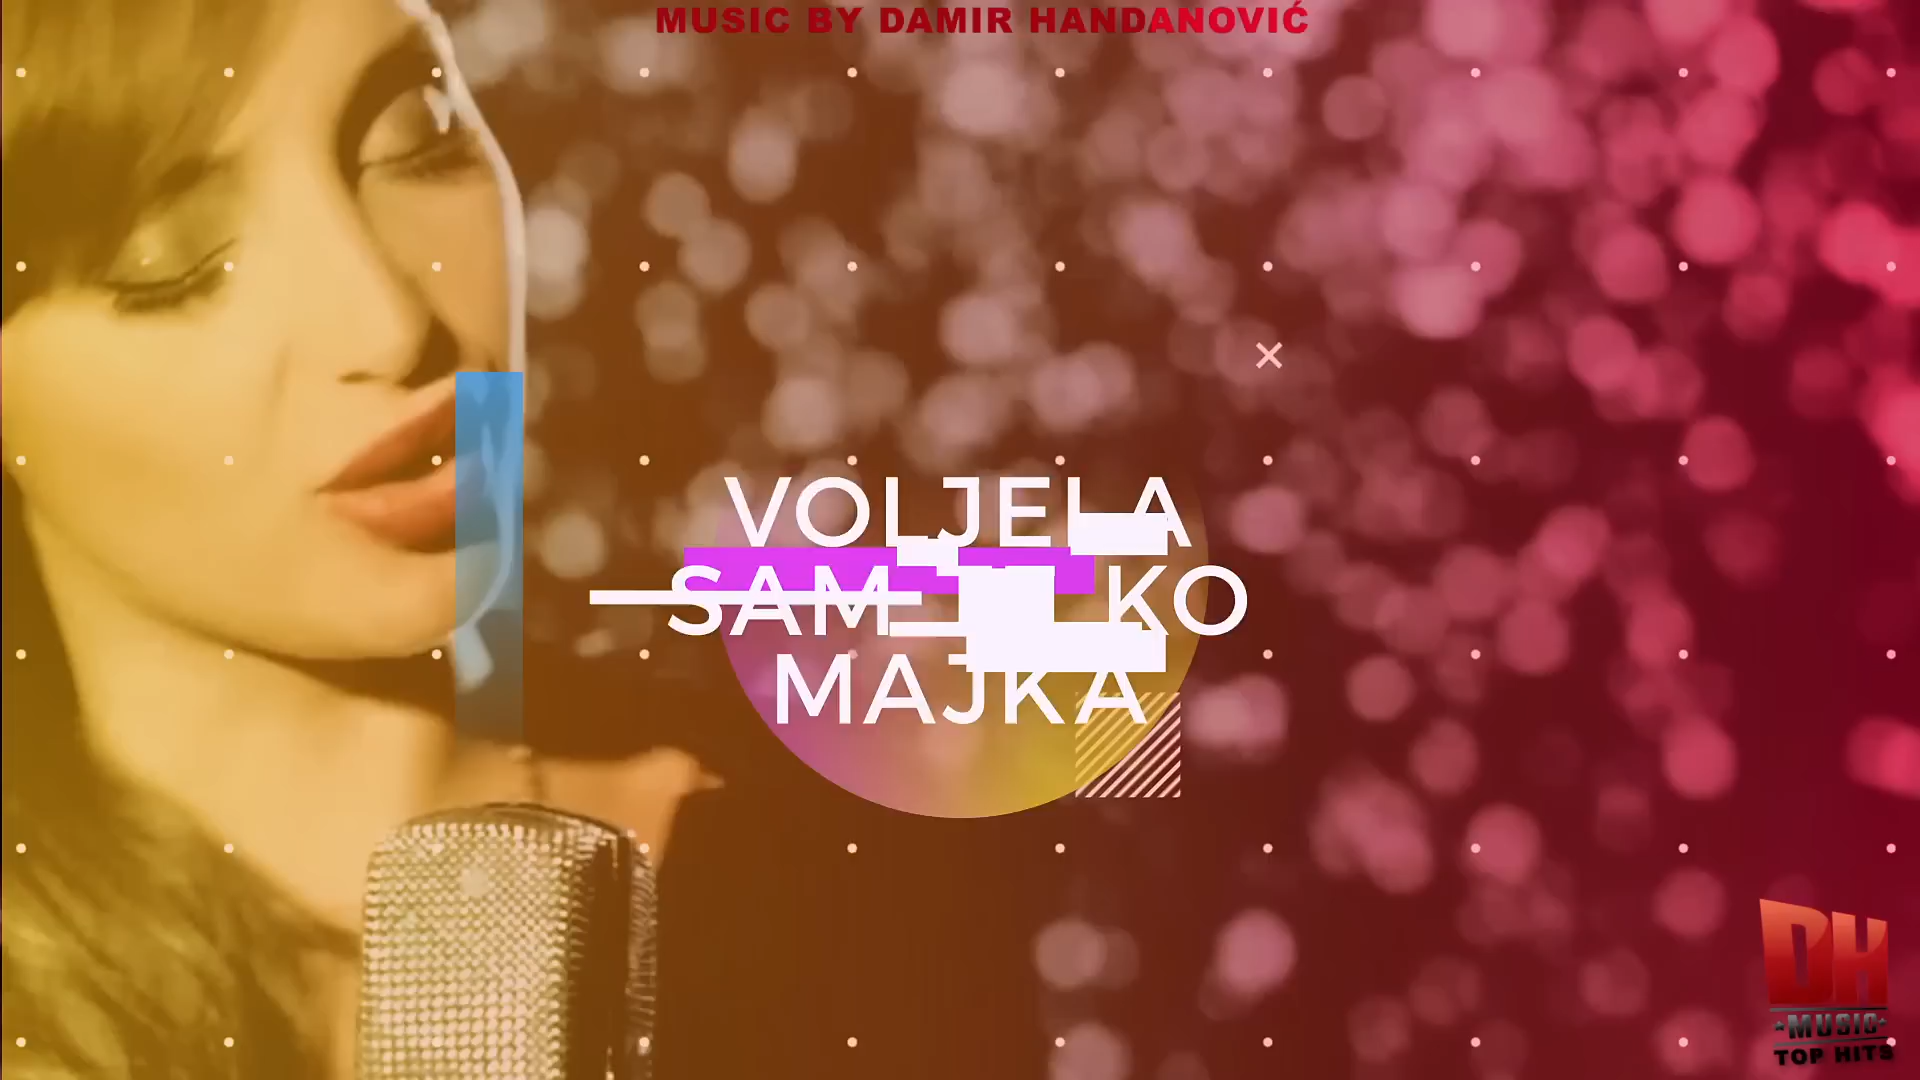 MUSIC BY DAMIR HANDANOVIĆ
VOLJELA
SAM KO
MAJKA
DH
MUSIC
TOP HITS